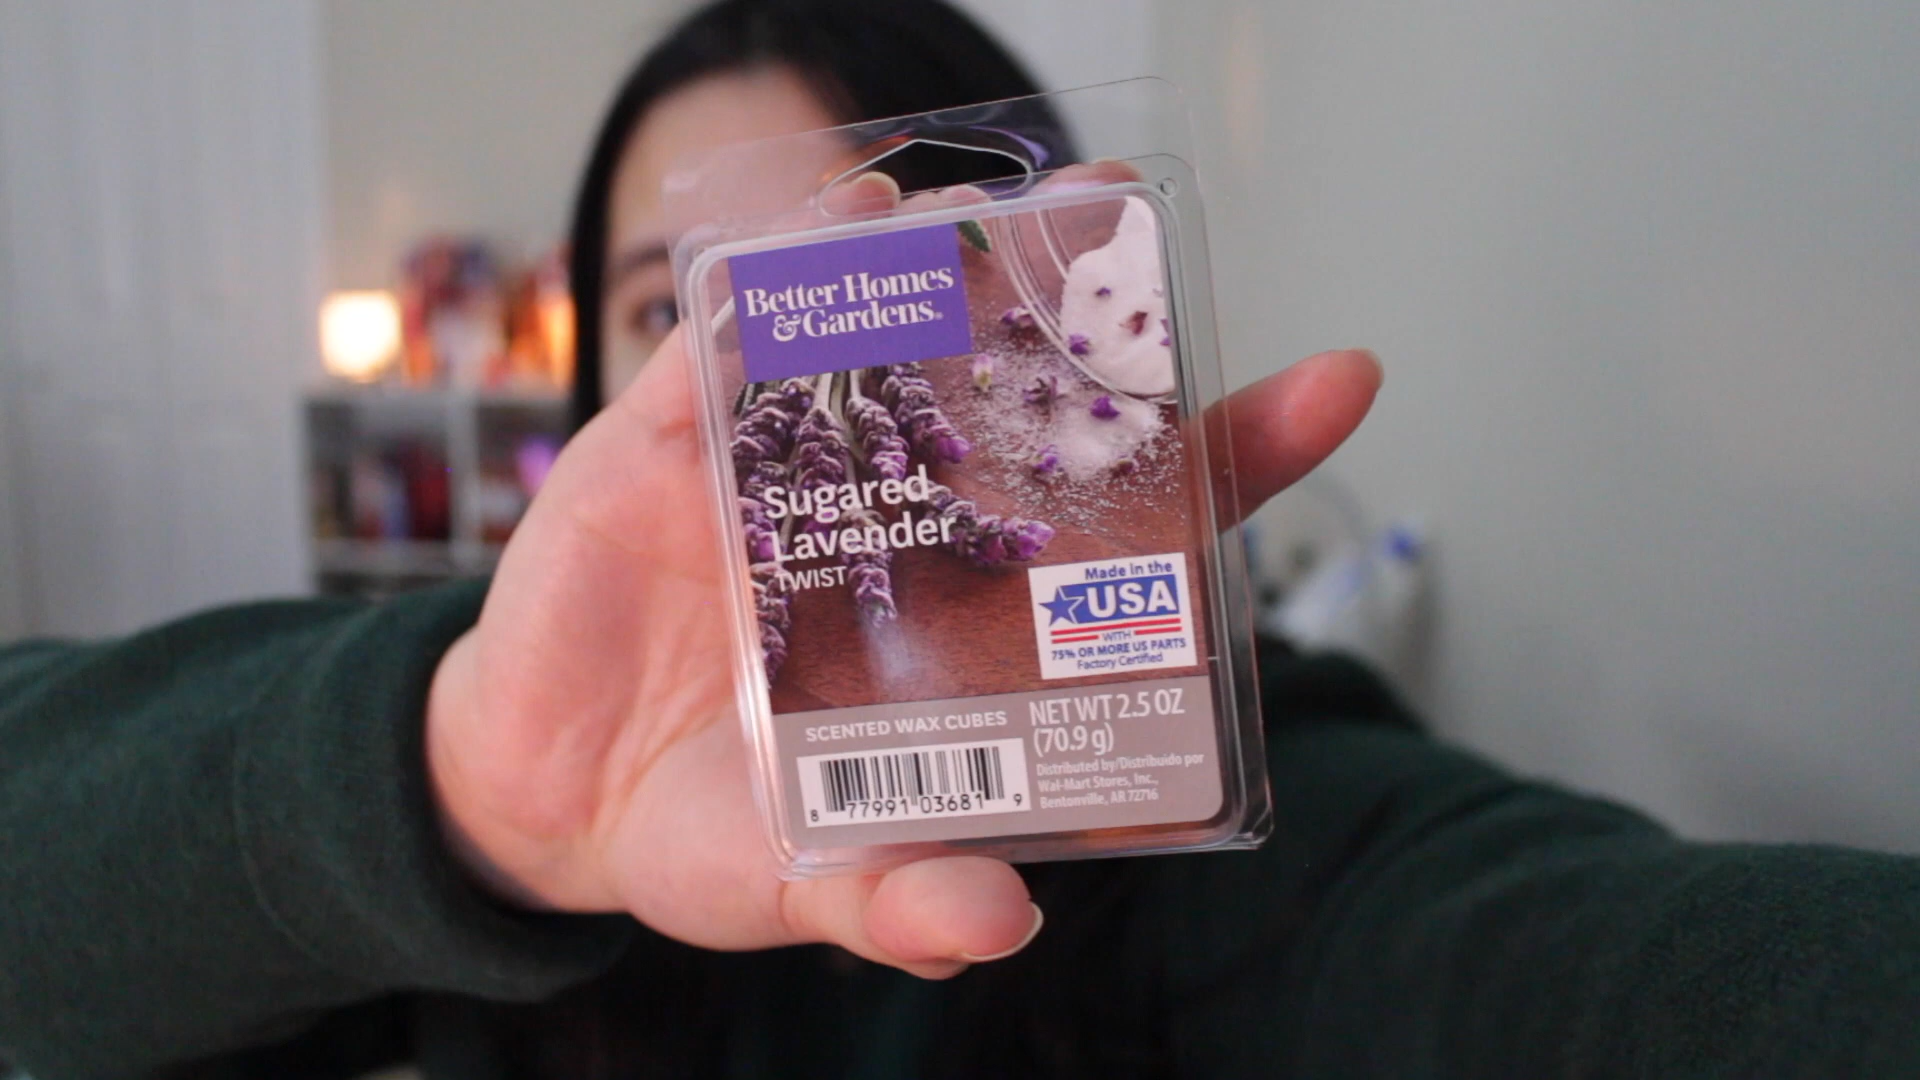 Better Homes
& Gardens®
Sugared
Lavender
TWIST
Made in the
USA
WITH
75% OR MORE US PARTS
Factory Certified
SCENTED WAX CUBES
NET WT 2.5 OZ
(70.9 g)
Distributed by/Distribuido por
Wal-Mart Stores, Inc.,
Bentonville, AR 72716
8 77991 03681 9